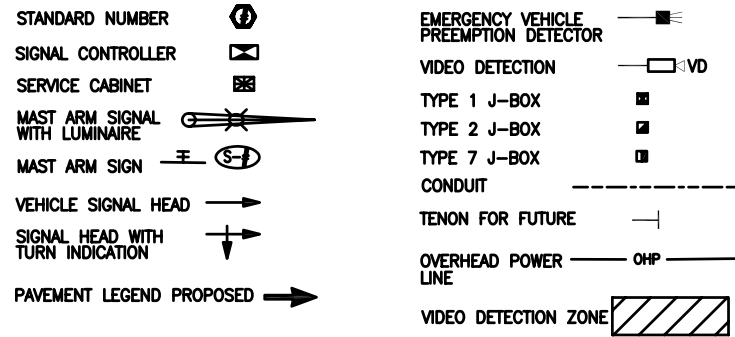 STANDARD NUMBER #
SIGNAL CONTROLLER
SERVICE CABINET
MAST ARM SIGNAL
WITH LUMINAIRE
MAST ARM SIGN S-#
VEHICLE SIGNAL HEAD
SIGNAL HEAD WITH
TURN INDICATION
PAVEMENT LEGEND PROPOSED
EMERGENCY VEHICLE
PREEMPTION DETECTOR
VIDEO DETECTION VD
TYPE 1 J-BOX
TYPE 2 J-BOX
TYPE 7 J-BOX
CONDUIT
TENON FOR FUTURE
OVERHEAD POWER OHP
LINE
VIDEO DETECTION ZONE